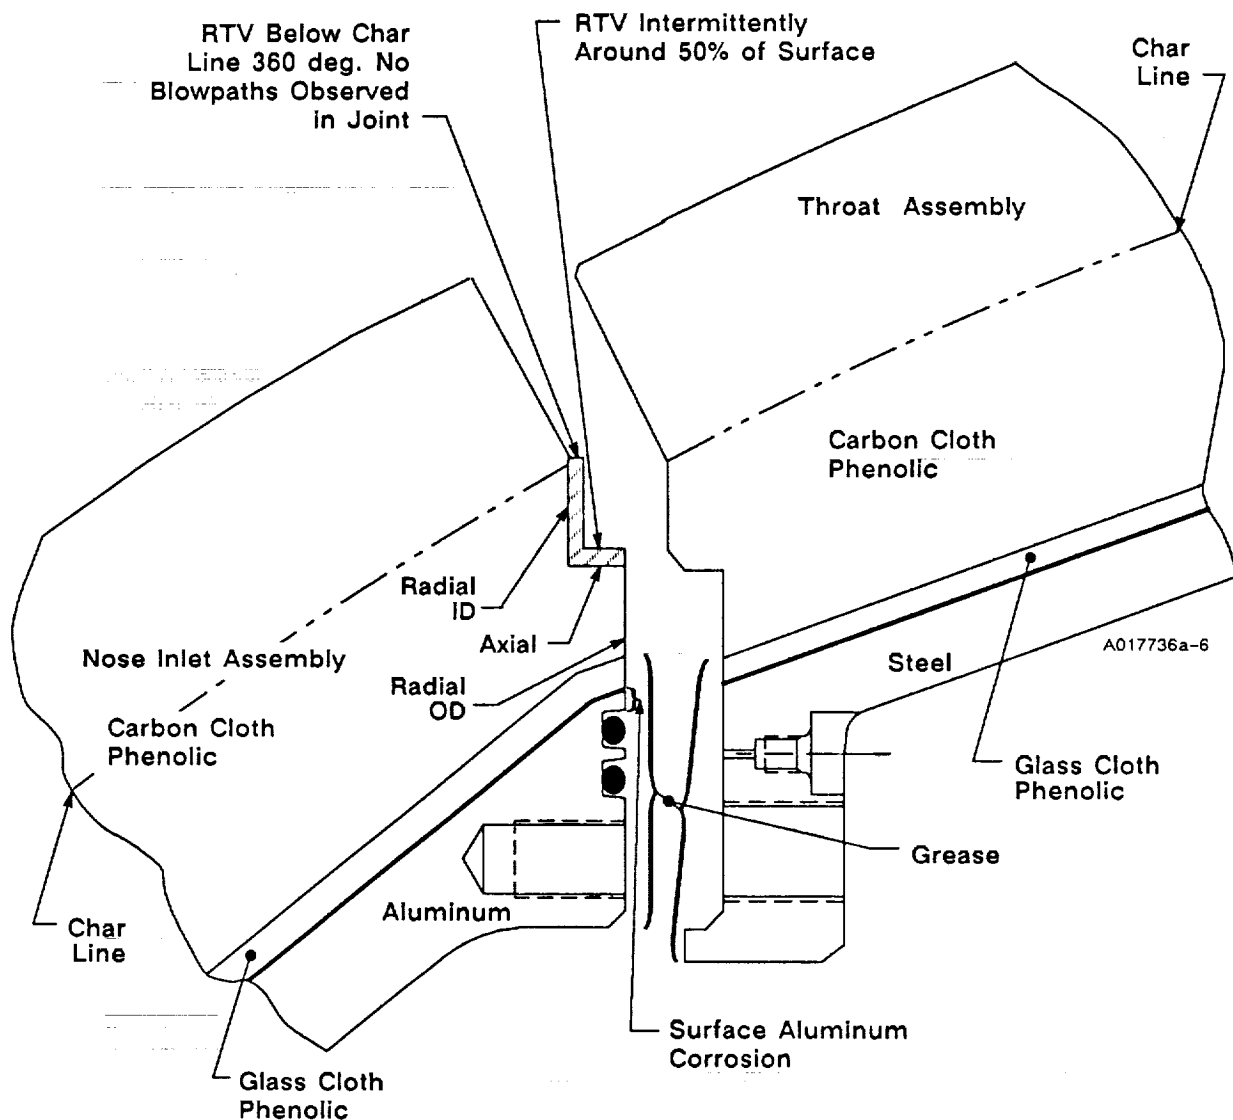 RTV Below Char
Line 360 deg. No
Blowpaths Observed
in Joint
RTV Intermittently
Around 50% of Surface
Char
Line
Throat Assembly
Carbon Cloth
Phenolic
Radial
ID
Axial
Nose Inlet Assembly
Radial
OD
Carbon Cloth
Phenolic
Steel
A017736a-6
Glass Cloth
Phenolic
Grease
Aluminum
Char
Line
Surface Aluminum
Corrosion
Glass Cloth
Phenolic